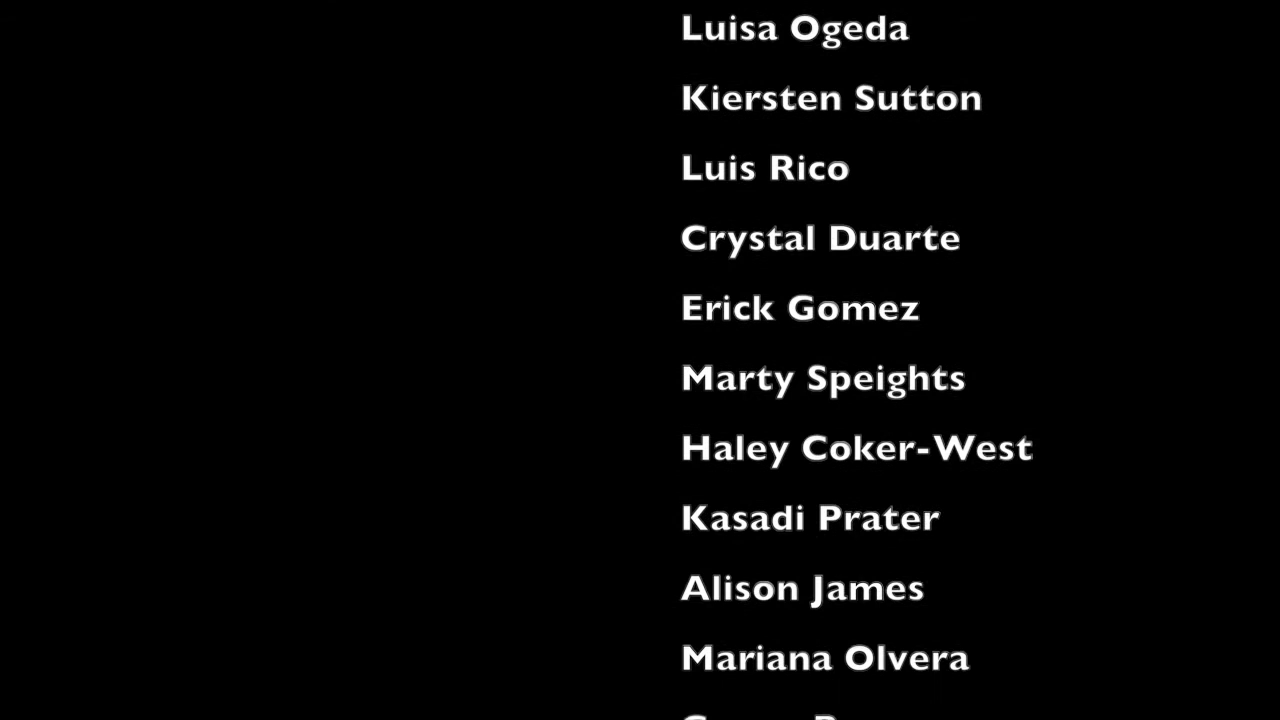 Luisa Ogeda
Kiersten Sutton
Luis Rico
Crystal Duarte
Erick Gomez
Marty Speights
Haley Coker-West
Kasadi Prater
Alison James
Mariana Olvera